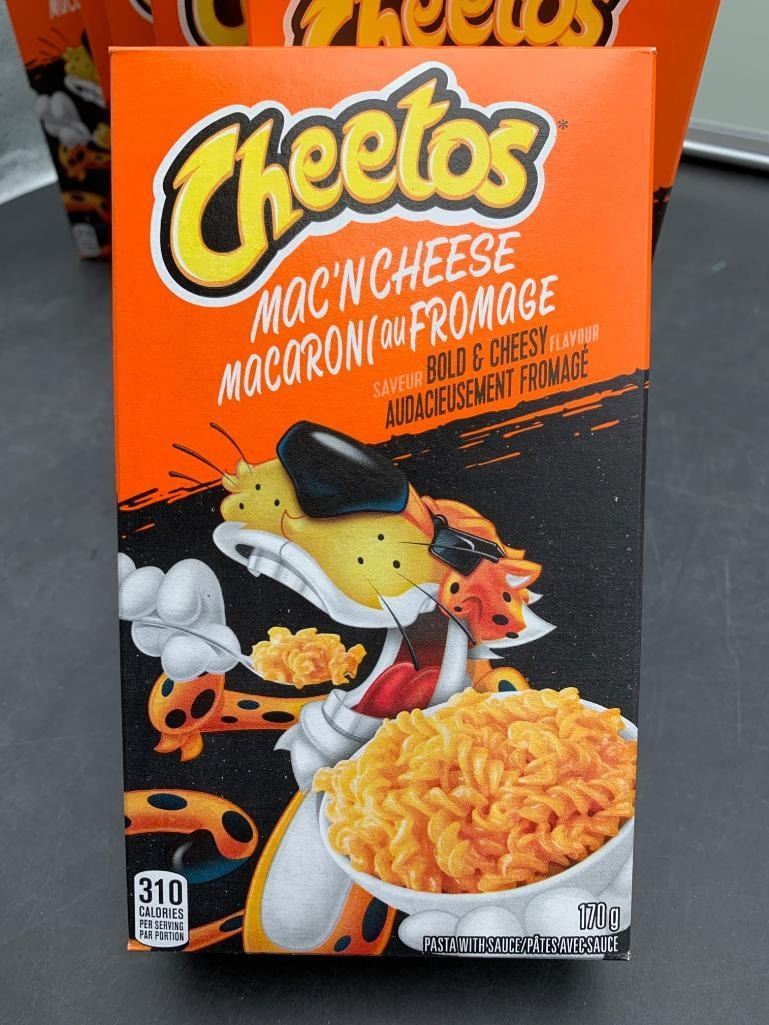 Cheetos
Cheetos*
MAC'N CHEESE
MACARONI au FROMAGE
SAVEUR BOLD & CHEESY FLAVOUR
AUDACIEUSEMENT FROMAGÉ
310
CALORIES
PER SERVING
PAR PORTION
170 g
PASTA WITH SAUCE/PÂTES AVEC SAUCE